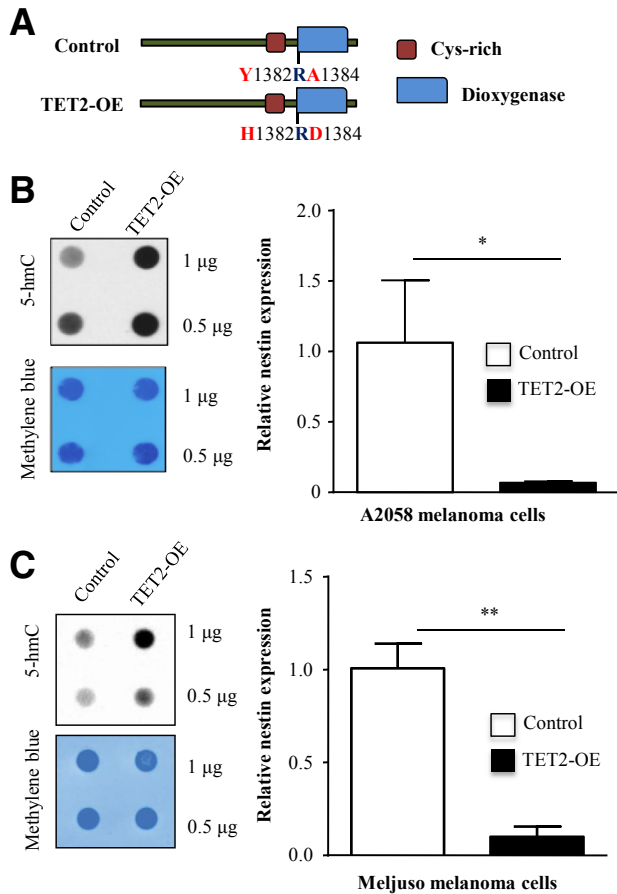 A
Control
Y1382RA1384
TET2-OE
H1382RD1384
Cys-rich
Dioxygenase
B
Control
TET2-OE
5-hmC
1 µg
0.5 µg
Methylene blue
1 µg
0.5 µg
Relative nestin expression
2.0
1.5
1.0
0.5
0
*
Control
TET2-OE
A2058 melanoma cells
C
Control
TET2-OE
5-hmC
1 µg
0.5 µg
Methylene blue
1 µg
0.5 µg
Relative nestin expression
1.5
1.0
0.5
0.0
**
Control
TET2-OE
Meljuso melanoma cells